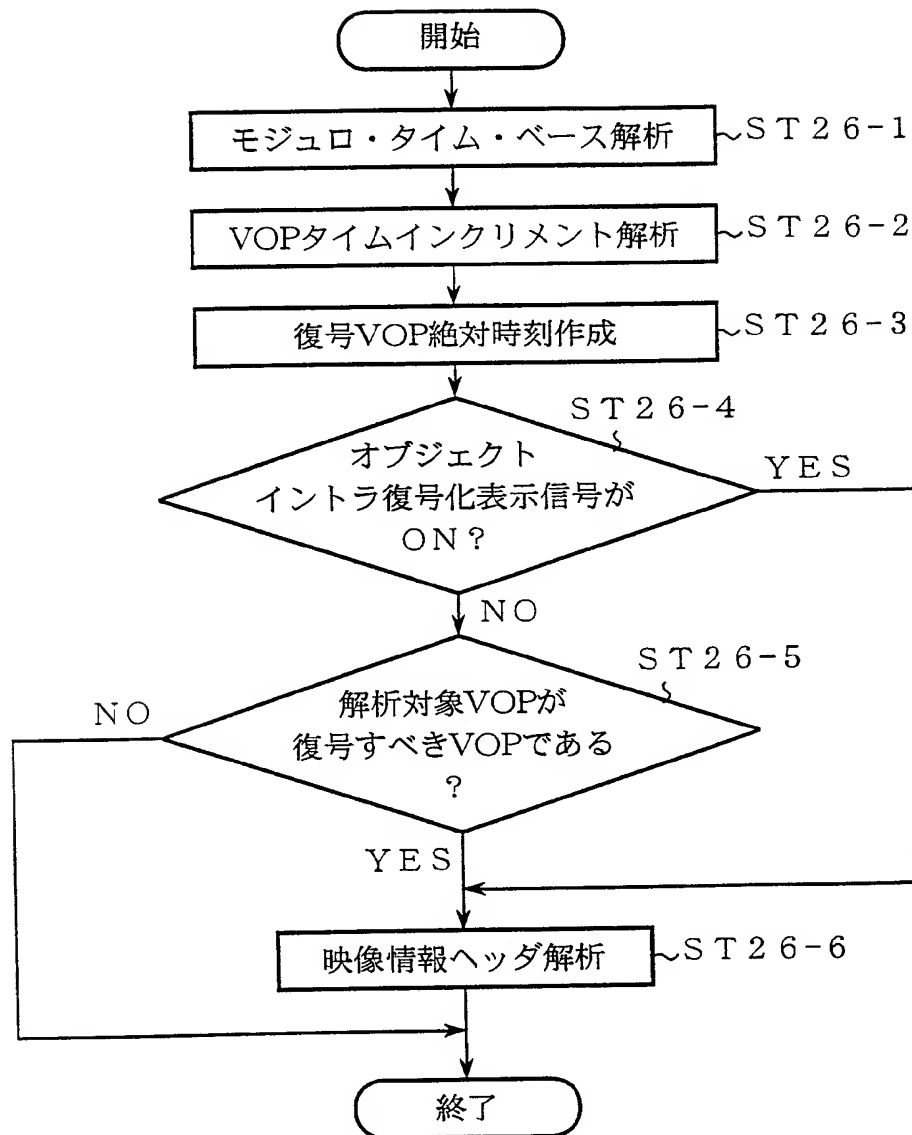 開始
モジュロ・タイム・ベース解析
ST26-1
VOPタイムインクリメント解析
ST26-2
復号VOP絶対時刻作成
ST26-3
ST26-4
オブジェクト
イントラ復号化表示信号が
ON?
YES
NO
ST26-5
解析対象VOPが
復号すべきVOPである
?
NO
YES
映像情報ヘッダ解析
ST26-6
終了